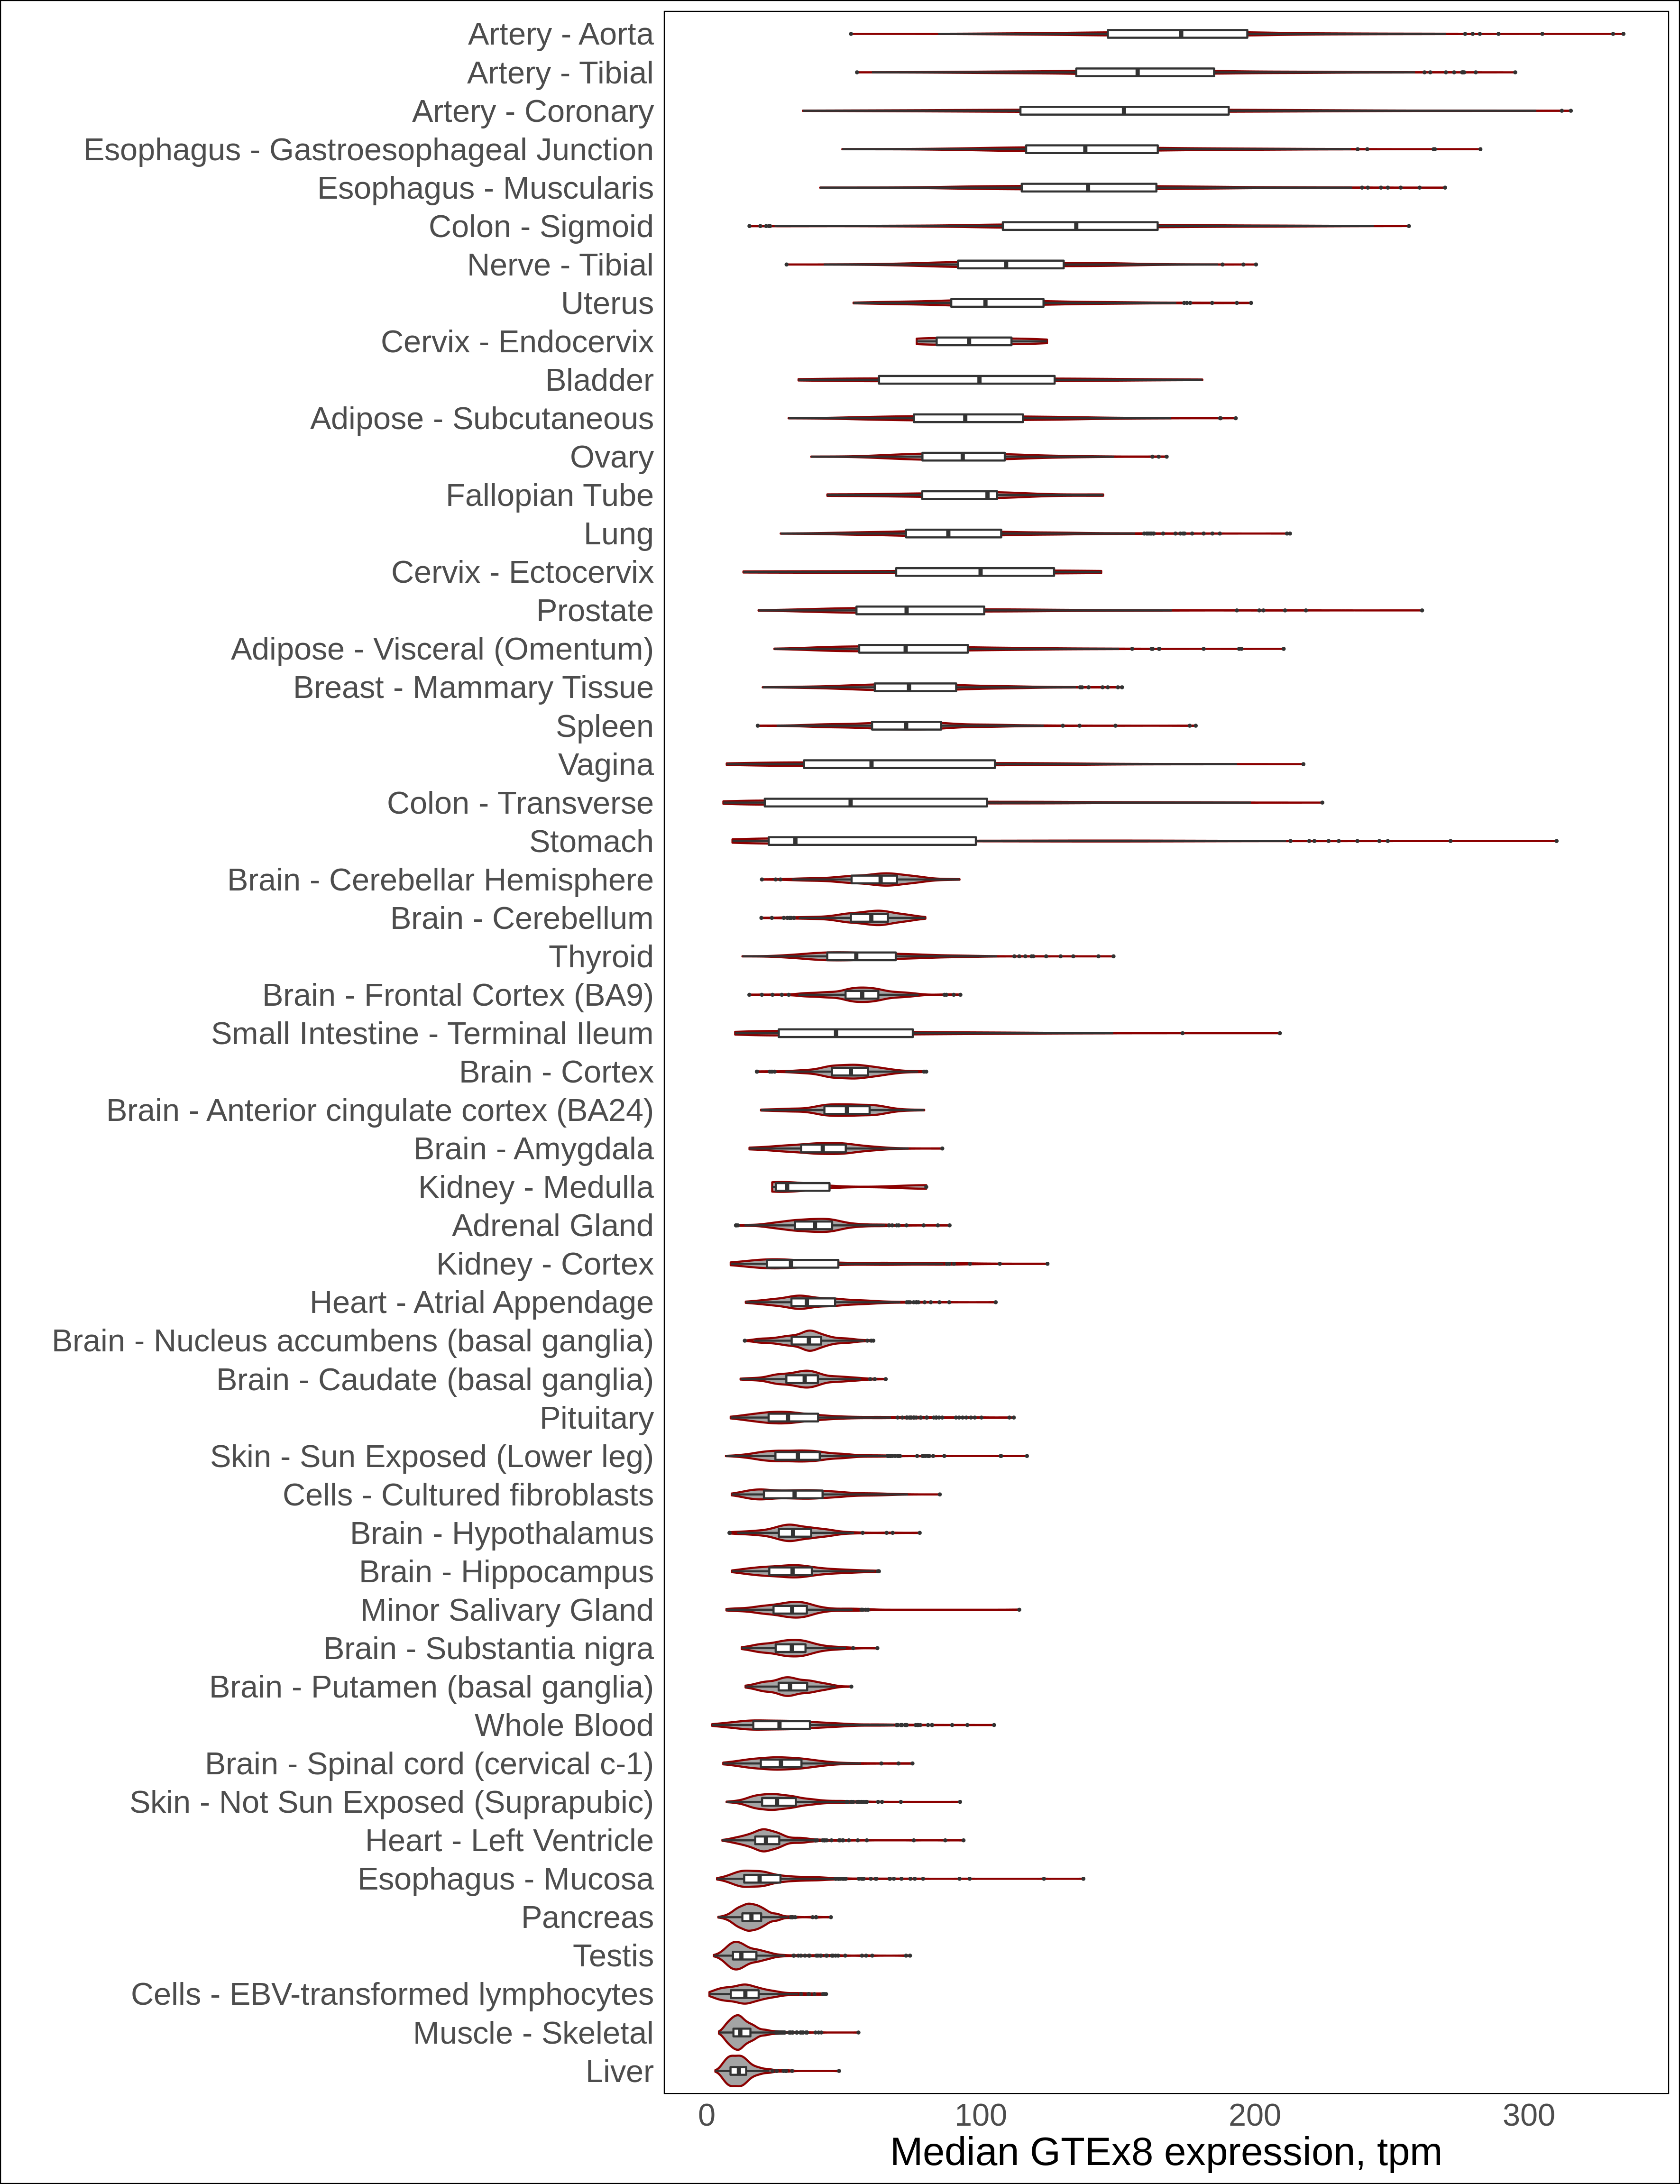 Artery - Aorta
Artery - Tibial
Artery - Coronary
Esophagus - Gastroesophageal Junction
Esophagus - Muscularis
Colon - Sigmoid
Nerve - Tibial
Uterus
Cervix - Endocervix
Bladder
Adipose - Subcutaneous
Ovary
Fallopian Tube
Lung
Cervix - Ectocervix
Prostate
Adipose - Visceral (Omentum)
Breast - Mammary Tissue
Spleen
Vagina
Colon - Transverse
Stomach
Brain - Cerebellar Hemisphere
Brain - Cerebellum
Thyroid
Brain - Frontal Cortex (BA9)
Small Intestine - Terminal Ileum
Brain - Cortex
Brain - Anterior cingulate cortex (BA24)
Brain - Amygdala
Kidney - Medulla
Adrenal Gland
Kidney - Cortex
Heart - Atrial Appendage
Brain - Nucleus accumbens (basal ganglia)
Brain - Caudate (basal ganglia)
Pituitary
Skin - Sun Exposed (Lower leg)
Cells - Cultured fibroblasts
Brain - Hypothalamus
Brain - Hippocampus
Minor Salivary Gland
Brain - Substantia nigra
Brain - Putamen (basal ganglia)
Whole Blood
Brain - Spinal cord (cervical c-1)
Skin - Not Sun Exposed (Suprapubic)
Heart - Left Ventricle
Esophagus - Mucosa
Pancreas
Testis
Cells - EBV-transformed lymphocytes
Muscle - Skeletal
Liver
0 100 200 300
Median GTEx8 expression, tpm